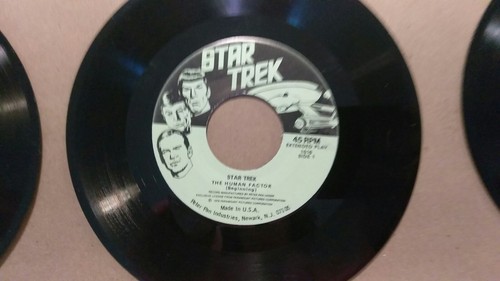 STAR
TREK
45 RPM
EXTENDED PLAY
SIDE 1
STAR TREK
THE HUMAN FACTOR
(Beginning)
Made in U.S.A.
Peter Pan Industries, Newark, N.J. 07105